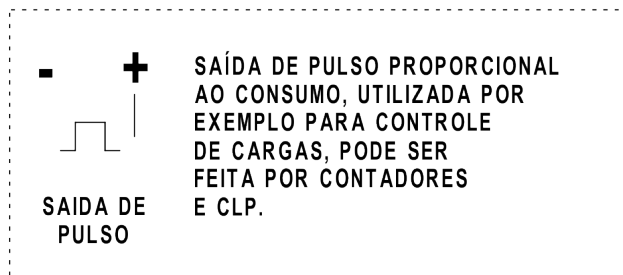 - +
SAIDA DE
PULSO
SAÍDA DE PULSO PROPORCIONAL
AO CONSUMO, UTILIZADA POR
EXEMPLO PARA CONTROLE
DE CARGAS, PODE SER
FEITA POR CONTADORES
E CLP.